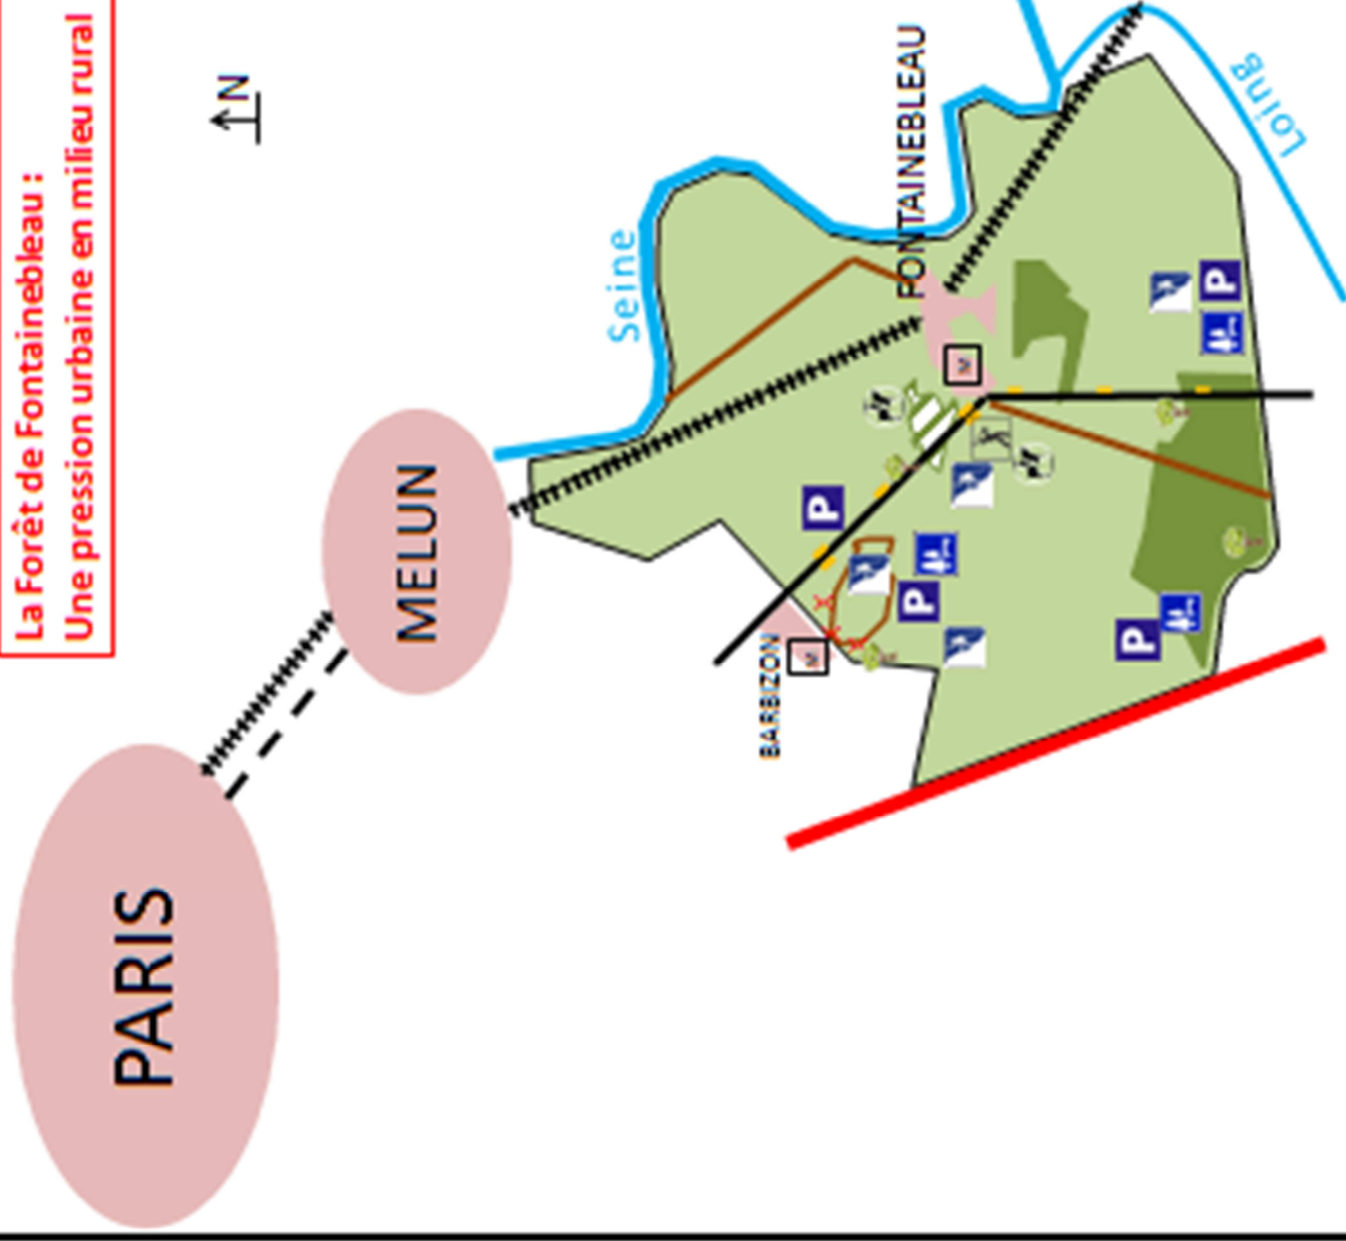 La Forêt de Fontainebleau :
Une pression urbaine en milieu rural
N
PARIS
MELUN
Seine
FONTAINEBLEAU
BARBIZON
Loing
P
P
P
P